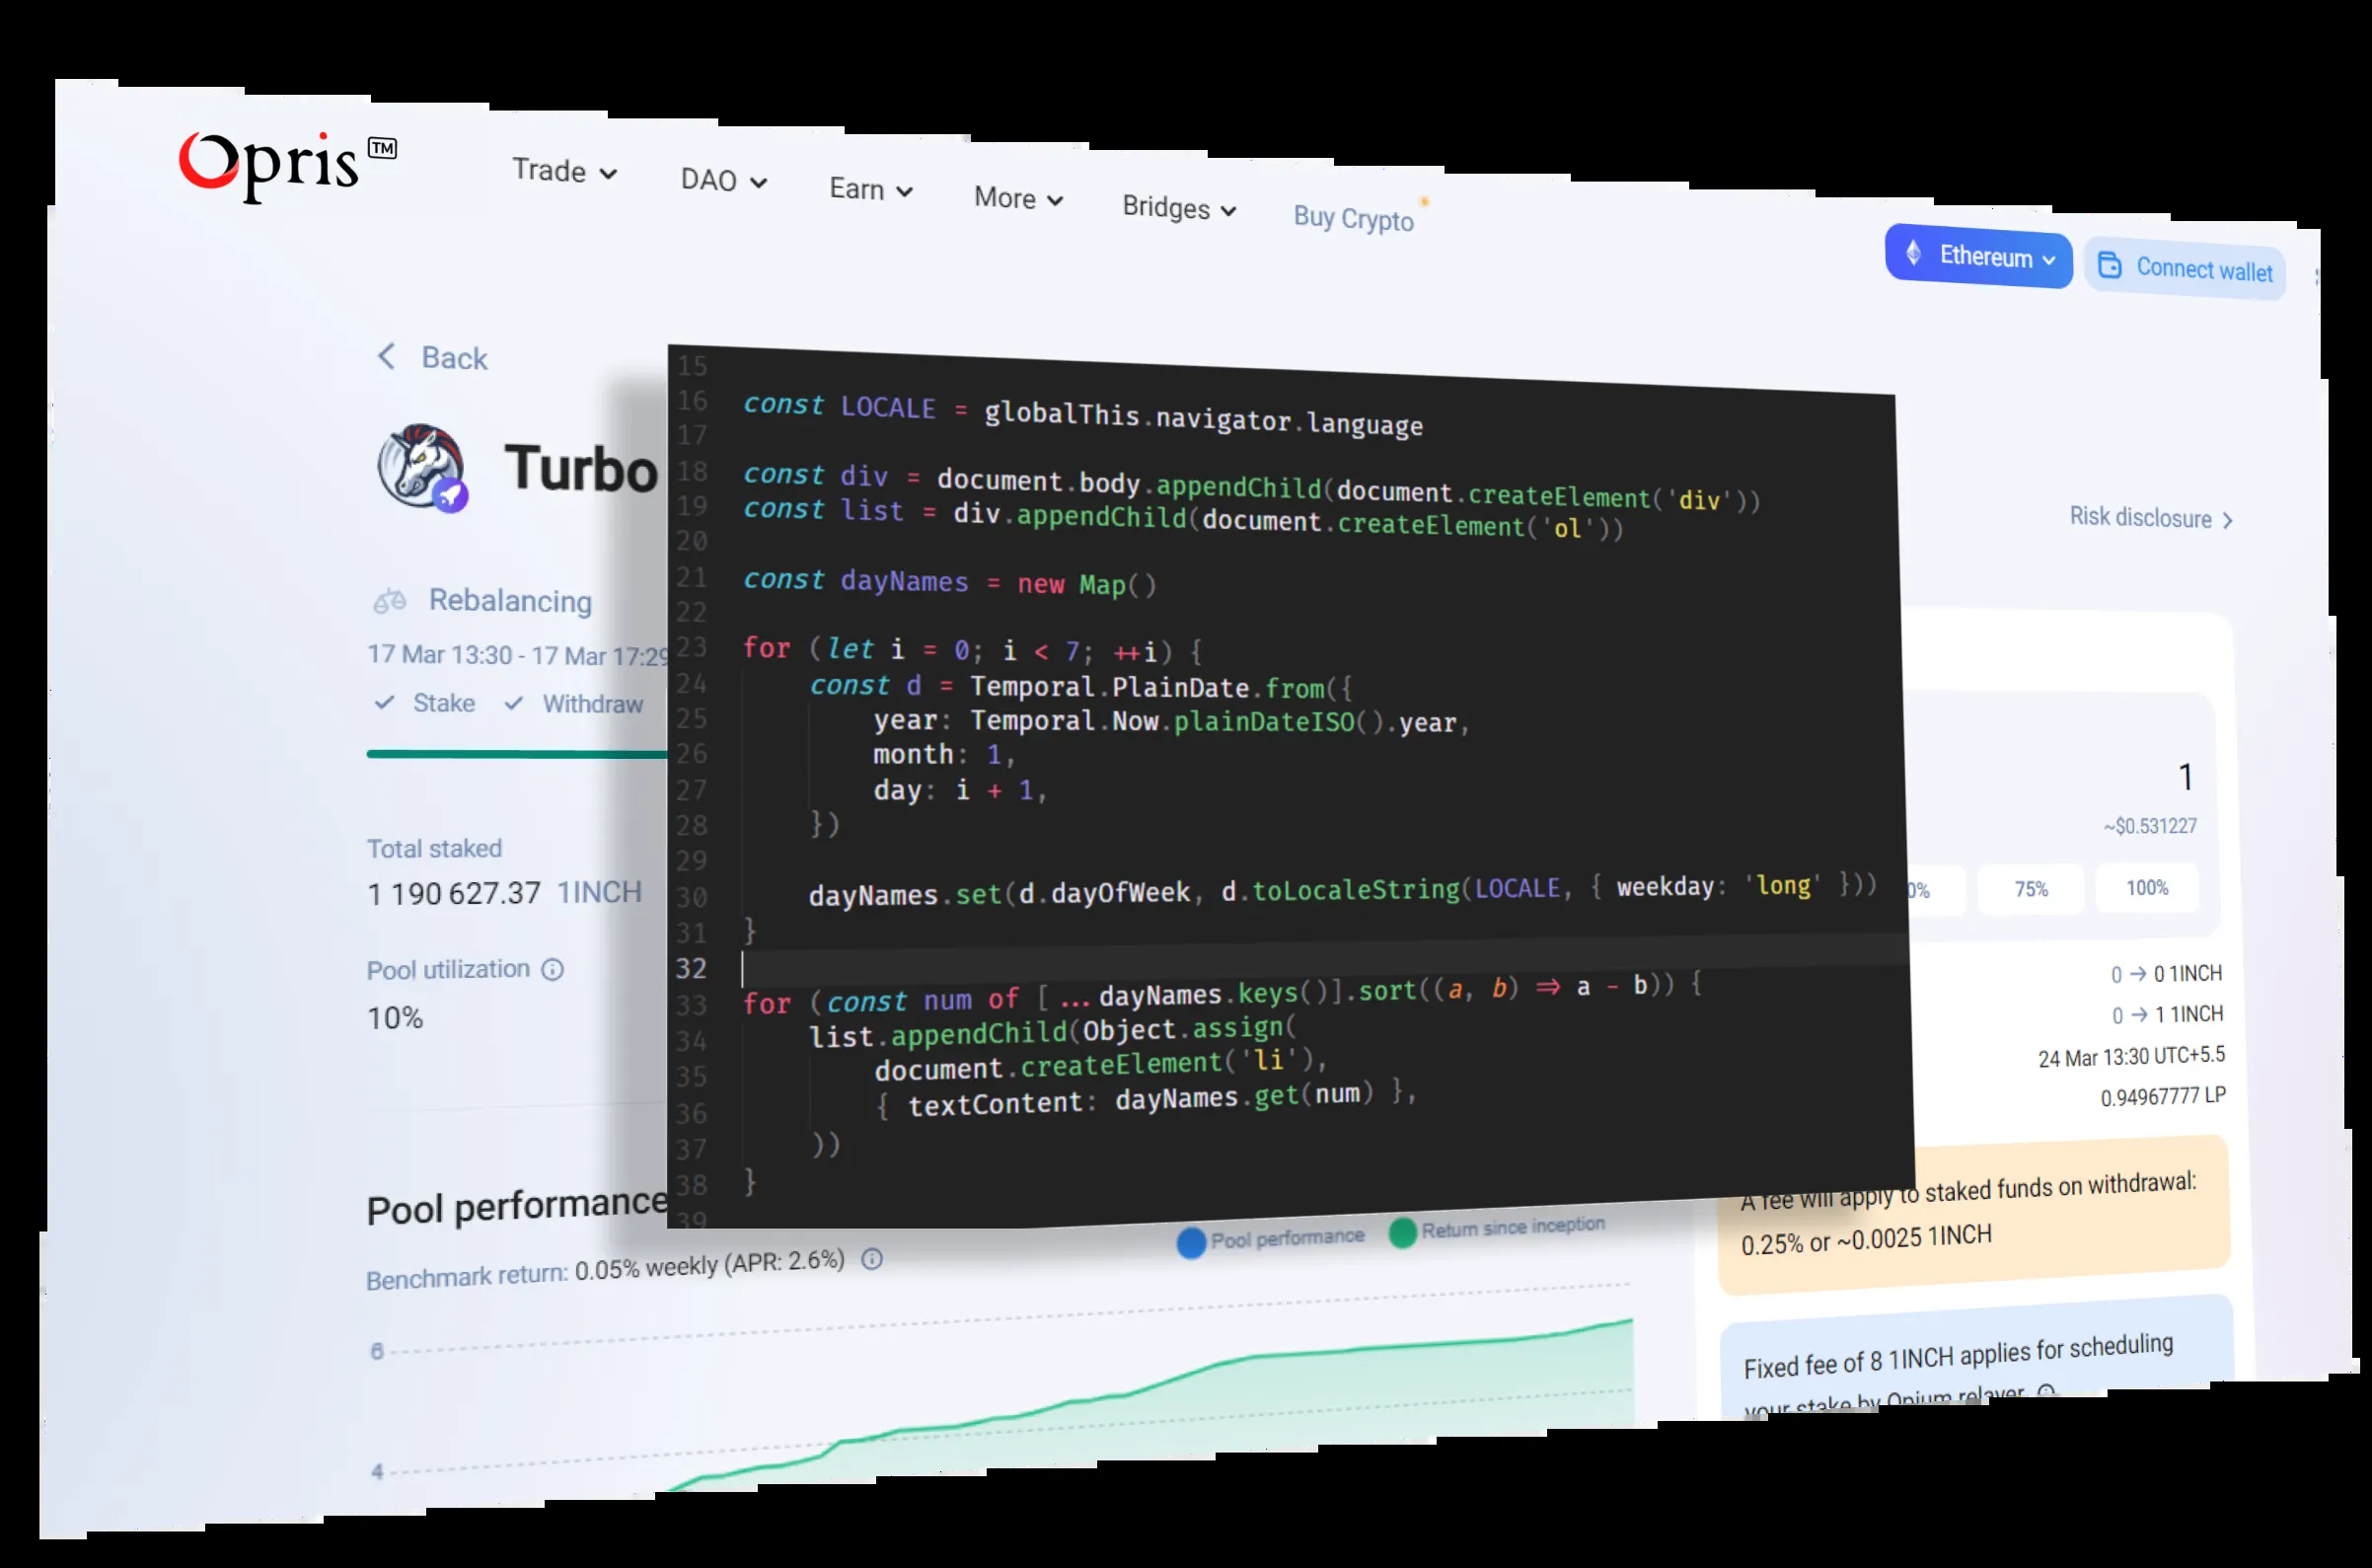 Opris TM
Trade DAO Earn More Bridges Buy Crypto
Ethereum Connect wallet
Back
Turbo
Risk disclosure
Rebalancing
17 Mar 13:30 - 17 Mar 17:29
Stake Withdraw
Total staked
1 190 627.37 1INCH
Pool utilization
10%
15
16 const LOCALE = globalThis.navigator.language
17
18 const div = document.body.appendChild(document.createElement('div'))
19 const list = div.appendChild(document.createElement('ol'))
20
21 const dayNames = new Map()
22
23 for (let i = 0; i < 7; ++i) {
24 const d = Temporal.PlainDate.from({
25 year: Temporal.Now.plainDateISO().year,
26 month: 1,
27 day: i + 1,
28 })
29
30 dayNames.set(d.dayOfWeek, d.toLocaleString(LOCALE, { weekday: 'long' }))
31 }
32
33 for (const num of [ ...dayNames.keys()].sort((a, b) => a - b)) {
34 list.appendChild(Object.assign(
35 document.createElement('li'),
36 { textContent: dayNames.get(num) },
37 ))
38 }
39
1
~$0.531227
0% 75% 100%
0 → 0 1INCH
0 → 1 1INCH
24 Mar 13:30 UTC+5.5
0.94967777 LP
A fee will apply to staked funds on withdrawal:
0.25% or ~0.0025 1INCH
Fixed fee of 8 1INCH applies for scheduling
your stake by Opium relayer.
Pool performance
Benchmark return: 0.05% weekly (APR: 2.6%)
Pool performance Return since inception
6
4